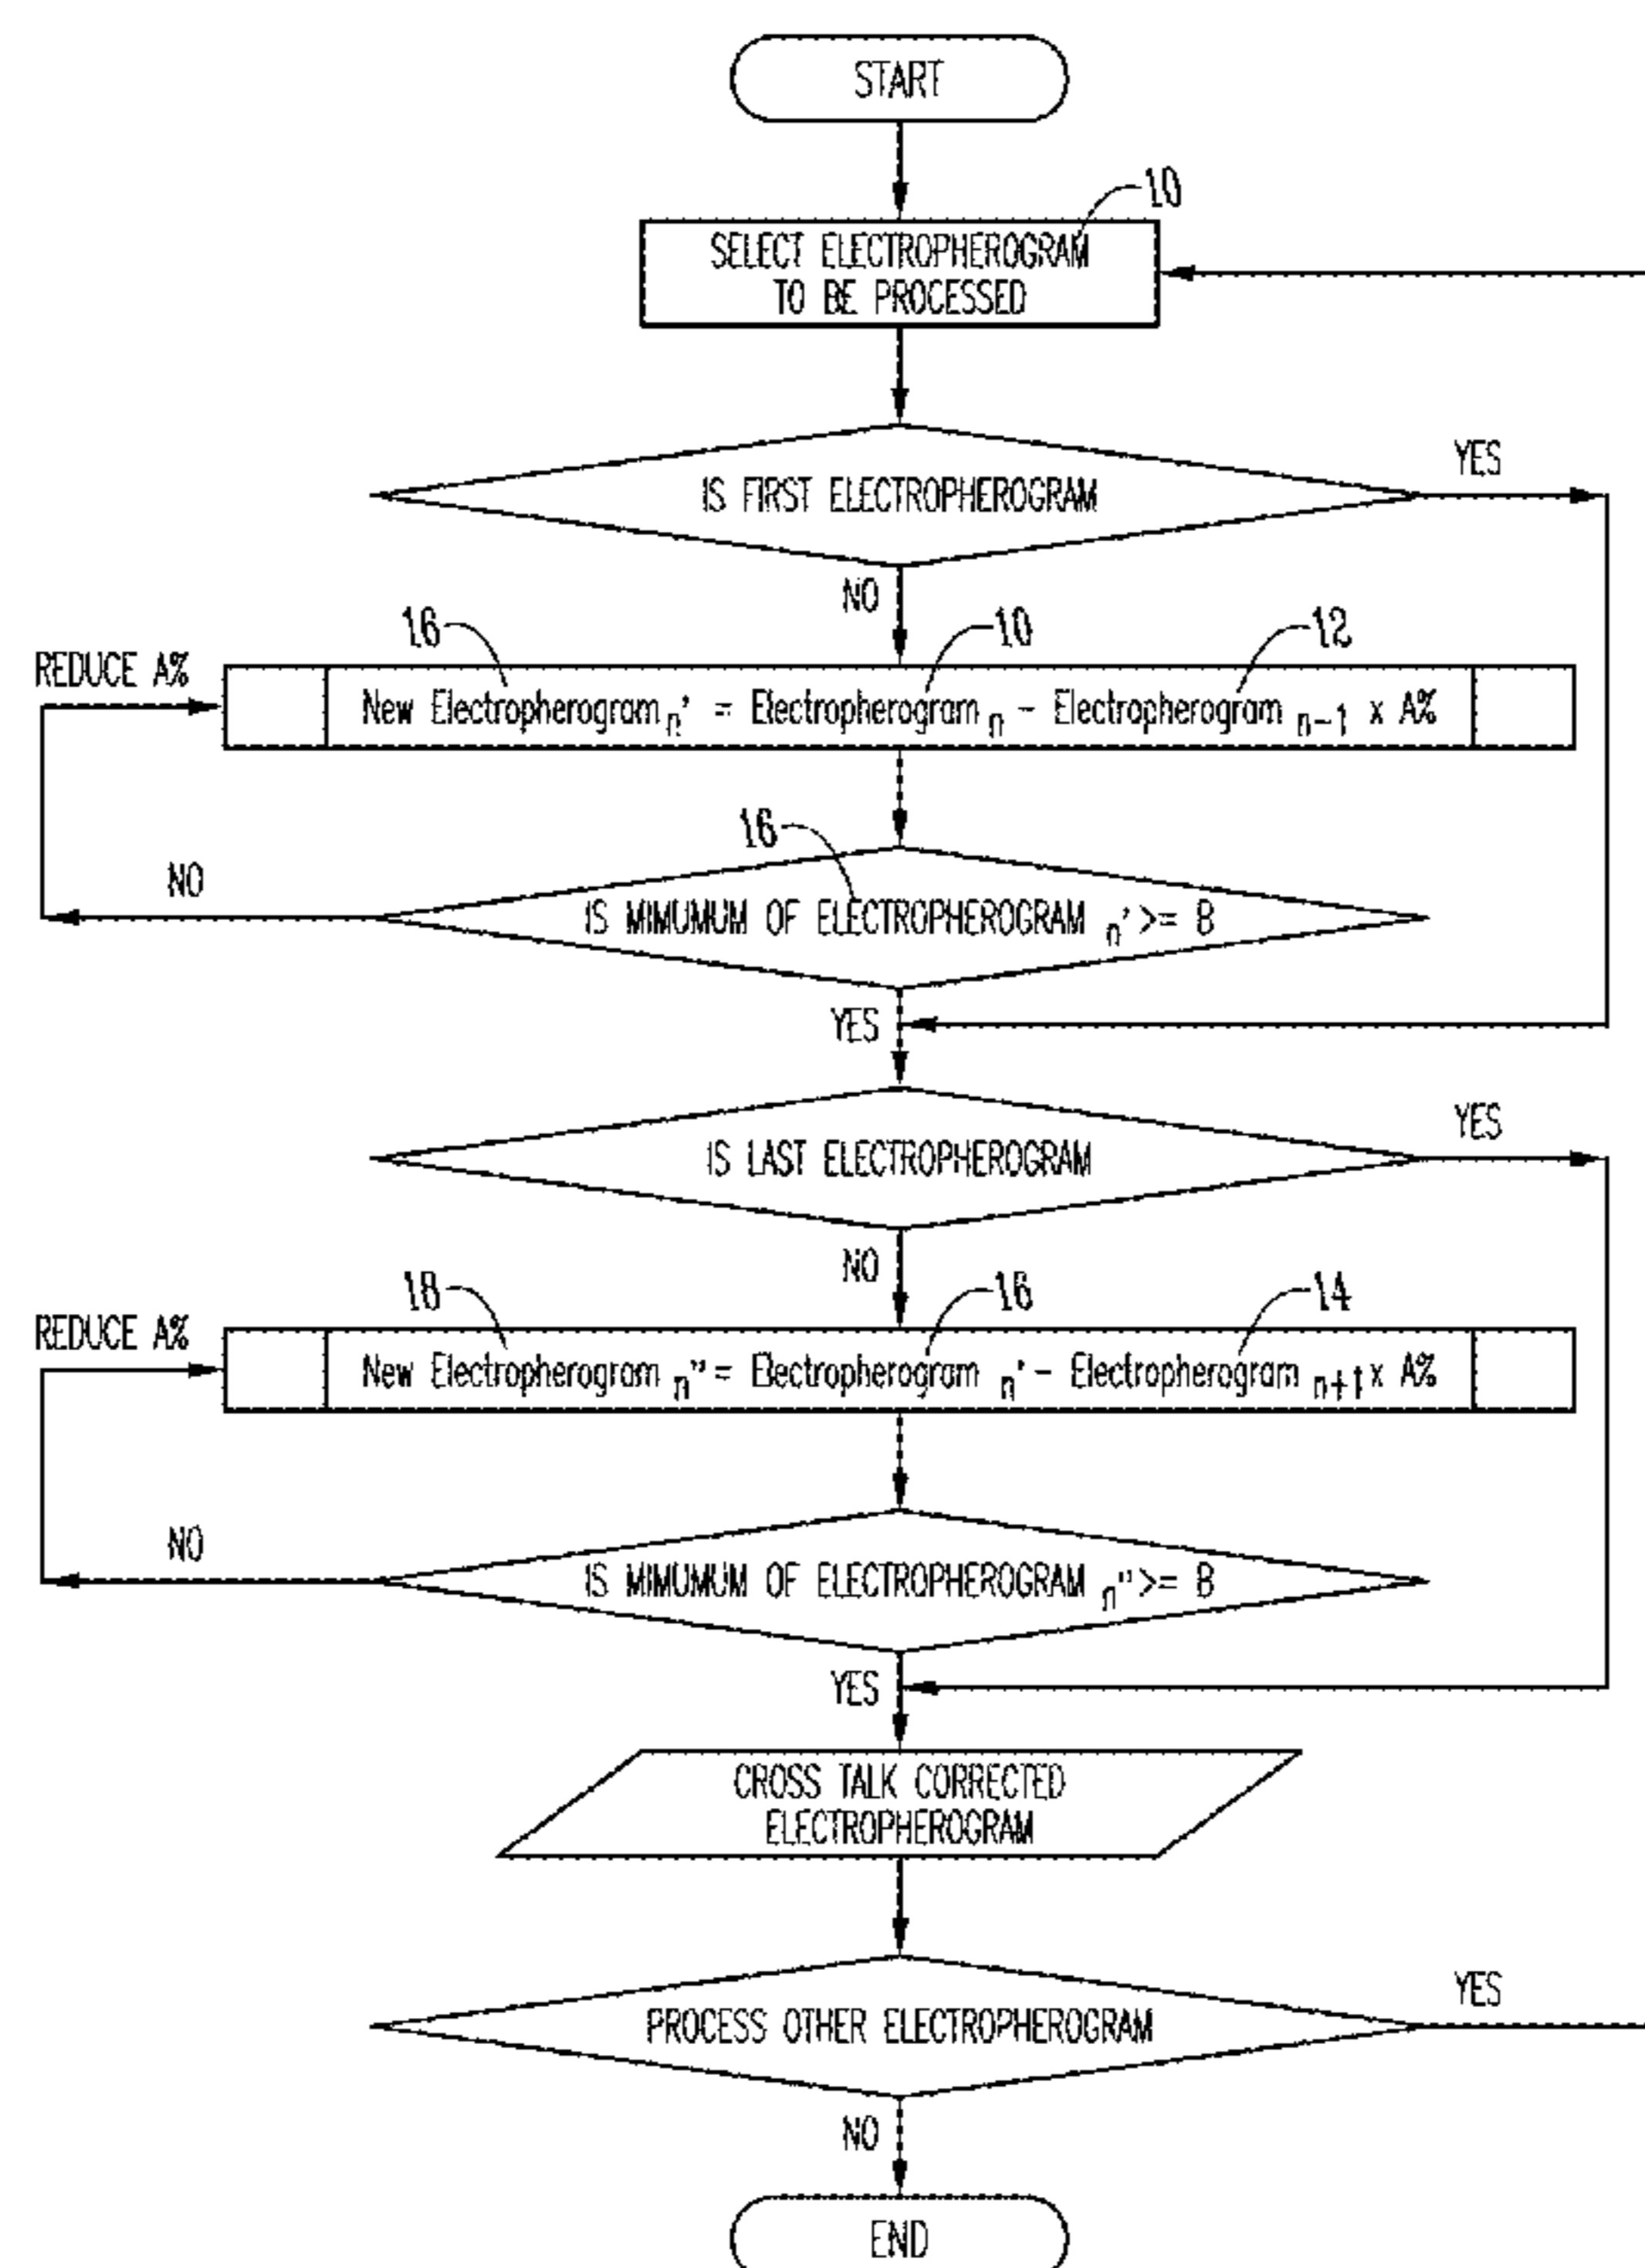 START
10
SELECT ELECTROPHEROGRAM
TO BE PROCESSED
IS FIRST ELECTROPHEROGRAM
YES
NO
16
10
12
REDUCE A%
New Electropherogram n' = Electropherogram n - Electropherogram n-1 x A%
16
NO
IS MIMUMUM OF ELECTROPHEROGRAM n' >= B
YES
IS LAST ELECTROPHEROGRAM
YES
NO
18
16
14
REDUCE A%
New Electropherogram n" = Electropherogram n' - Electropherogram n+1 x A%
NO
IS MIMUMUM OF ELECTROPHEROGRAM n" >= B
YES
CROSS TALK CORRECTED
ELECTROPHEROGRAM
PROCESS OTHER ELECTROPHEROGRAM
YES
NO
END